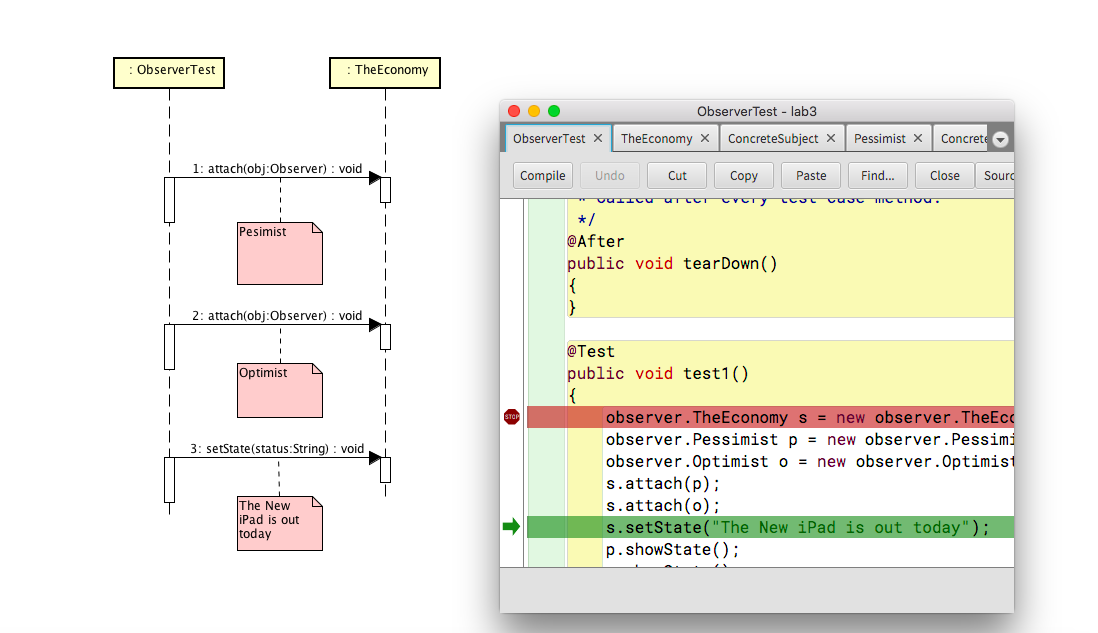 : ObserverTest
: TheEconomy
1: attach(obj:Observer) : void
Pesimist
2: attach(obj:Observer) : void
Optimist
3: setState(status:String) : void
The New
iPad is out
today
ObserverTest - lab3
ObserverTest × TheEconomy × ConcreteSubject × Pessimist × Concrete
Compile Undo Cut Copy Paste Find... Close Sourc
* Called after every test case method.
*/
@After
public void tearDown()
{
}
@Test
public void test1()
{
STOP
observer.TheEconomy s = new observer.TheEco
observer.Pessimist p = new observer.Pessimi
observer.Optimist o = new observer.Optimist
s.attach(p);
s.attach(o);
s.setState("The New iPad is out today");
p.showState();